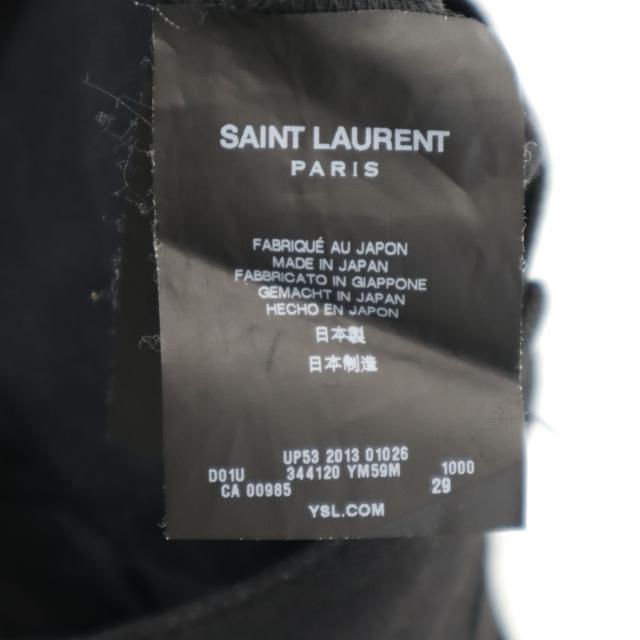 SAINT LAURENT
PARIS
FABRIQUÉ AU JAPON
MADE IN JAPAN
FABBRICATO IN GIAPPONE
GEMACHT IN JAPAN
HECHO EN JAPON
日本製
日本制造
UP53 2013 01026
D01U 344120 YM59M 1000
CA 00985 29
YSL.COM